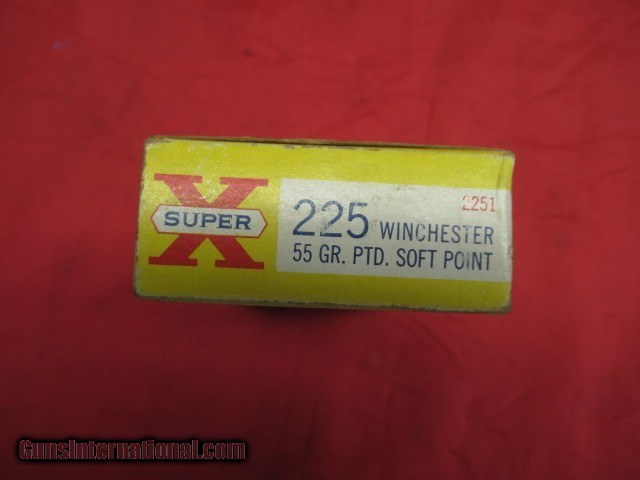 X
SUPER
2251
225 WINCHESTER
55 GR. PTD. SOFT POINT
GunsInternational.com